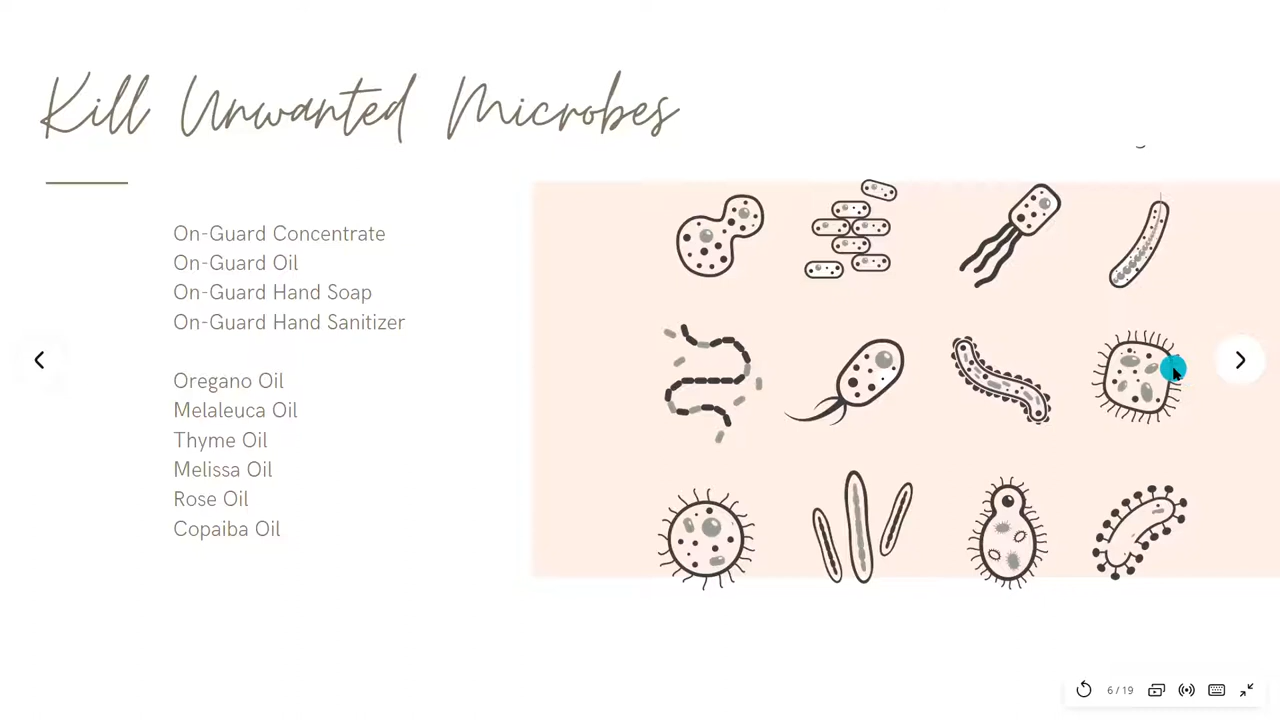 Kill Unwanted Microbes
On-Guard Concentrate
On-Guard Oil
On-Guard Hand Soap
On-Guard Hand Sanitizer
Oregano Oil
Melaleuca Oil
Thyme Oil
Melissa Oil
Rose Oil
Copaiba Oil
6 / 19